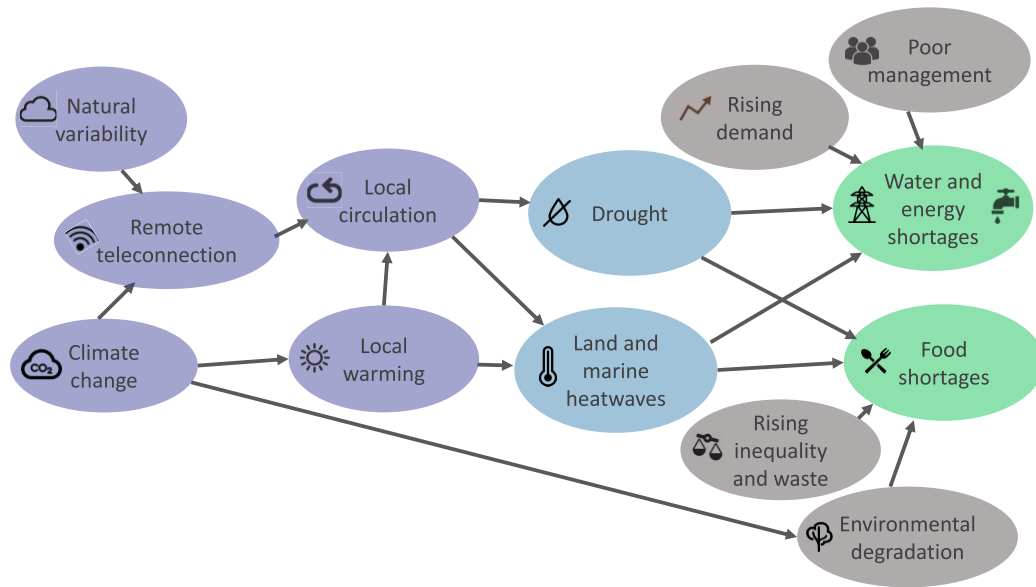 Poor
management
Rising
demand
Natural
variability
Local
circulation
Water and
energy
shortages
Drought
Remote
teleconnection
Climate
change
CO₂
Local
warming
Land and
marine
heatwaves
Food
shortages
Rising
inequality
and waste
Environmental
degradation